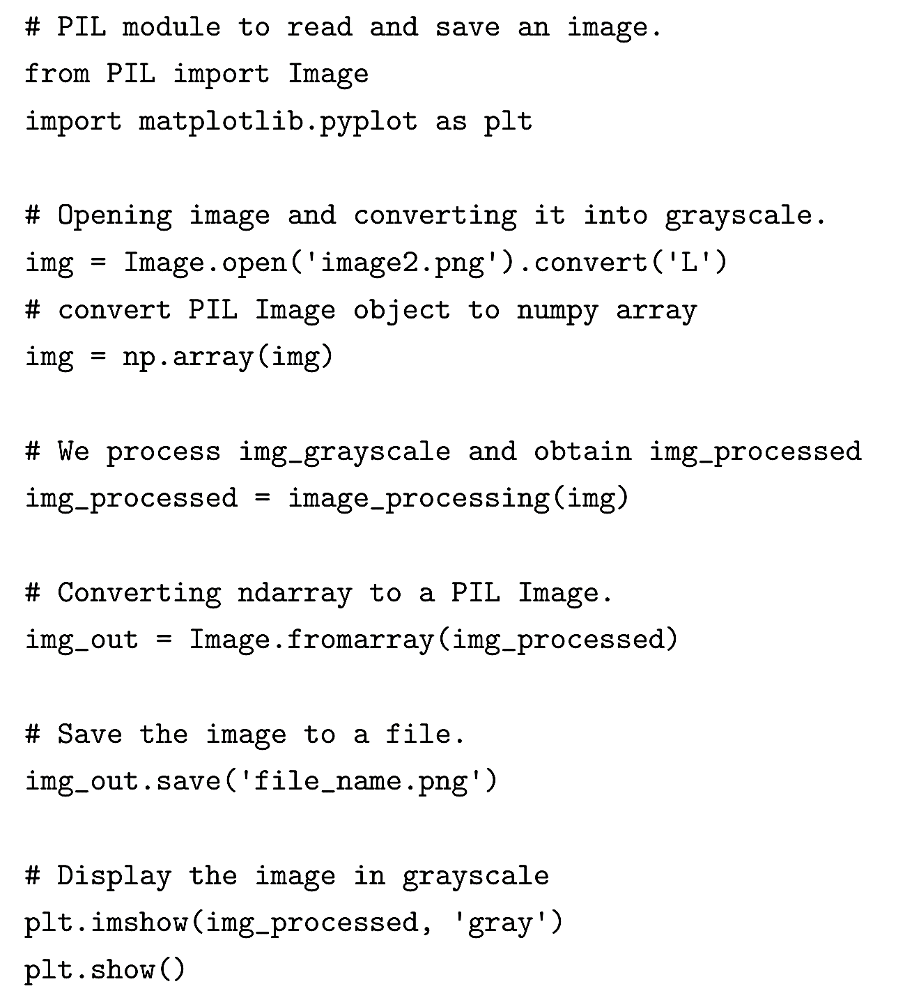 # PIL module to read and save an image.
from PIL import Image
import matplotlib.pyplot as plt
# Opening image and converting it into grayscale.
img = Image.open('image2.png').convert('L')
# convert PIL Image object to numpy array
img = np.array(img)
# We process img_grayscale and obtain img_processed
img_processed = image_processing(img)
# Converting ndarray to a PIL Image.
img_out = Image.fromarray(img_processed)
# Save the image to a file.
img_out.save('file_name.png')
# Display the image in grayscale
plt.imshow(img_processed, 'gray')
plt.show()